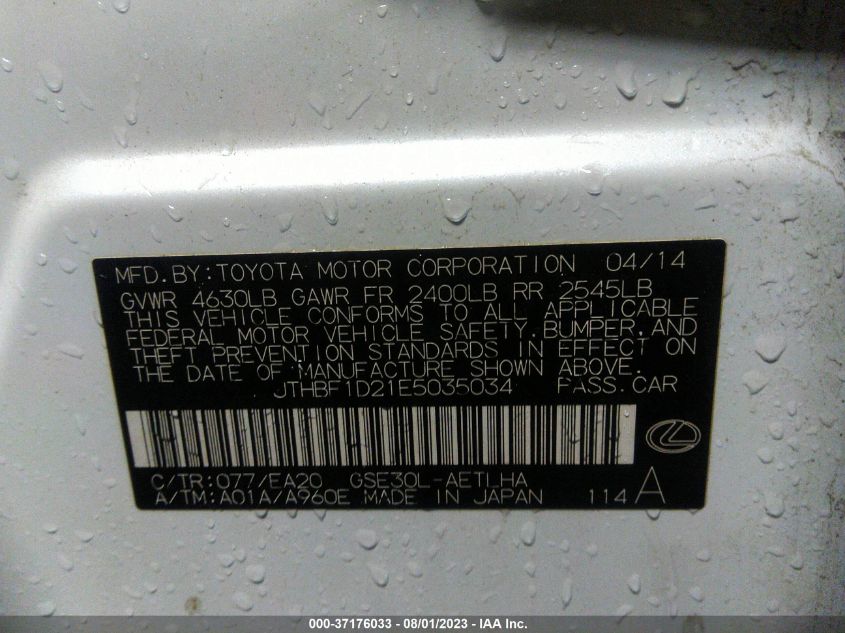 MFD.BY:TOYOTA MOTOR CORPORATION 04/14
GVWR 4630LB GAWR FR 2400LB RR 2545LB
THIS VEHICLE CONFORMS TO ALL APPLICABLE
FEDERAL MOTOR VEHICLE SAFETY,BUMPER,AND
THEFT PREVENTION STANDARDS IN EFFECT ON
THE DATE OF MANUFACTURE SHOWN ABOVE.
JTHBF1D21E5035034 PASS.CAR
C/TR:077/EA20 GSE30L-AETLHA
A/TM:A01A/A960E MADE IN JAPAN 114 A
000-37176033 - 08/01/2023 - IAA Inc.